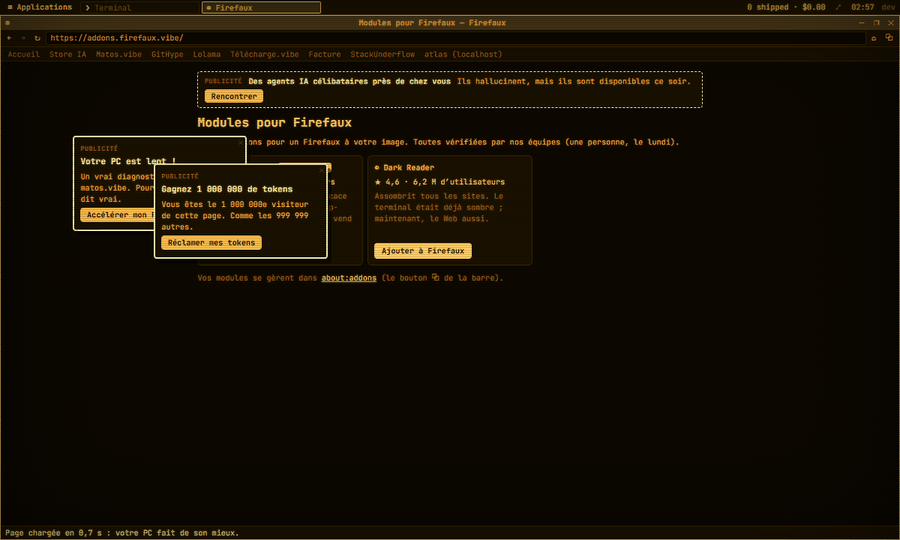 Applications
Terminal
Firefaux
0 shipped · $0.00
02:57
dev
Modules pour Firefaux — Firefaux
https://addons.firefaux.vibe/
Accueil
Store IA
Matos.vibe
GitHype
Lolama
Télécharge.vibe
Facture
StackUnderflow
atlas (localhost)
PUBLICITÉ Des agents IA célibataires près de chez vous Ils hallucinent, mais ils sont disponibles ce soir.
Rencontrer
Modules pour Firefaux
pour un Firefaux à votre image. Toutes vérifiées par nos équipes (une personne, le lundi).
PUBLICITÉ
Votre PC est lent !
Un vrai diagnost
matos.vibe. Pour
dit vrai.
Accélérer mon
PUBLICITÉ
Gagnez 1 000 000 de tokens
Vous êtes le 1 000 000e visiteur
de cette page. Comme les 999 999
autres.
Réclamer mes tokens
vend
Dark Reader
★ 4,6 · 6,2 M d’utilisateurs
Assombrit tous les sites. Le
terminal était déjà sombre ;
maintenant, le Web aussi.
Ajouter à Firefaux
Vos modules se gèrent dans about:addons (le bouton de la barre).
Page chargée en 0,7 s : votre PC fait de son mieux.